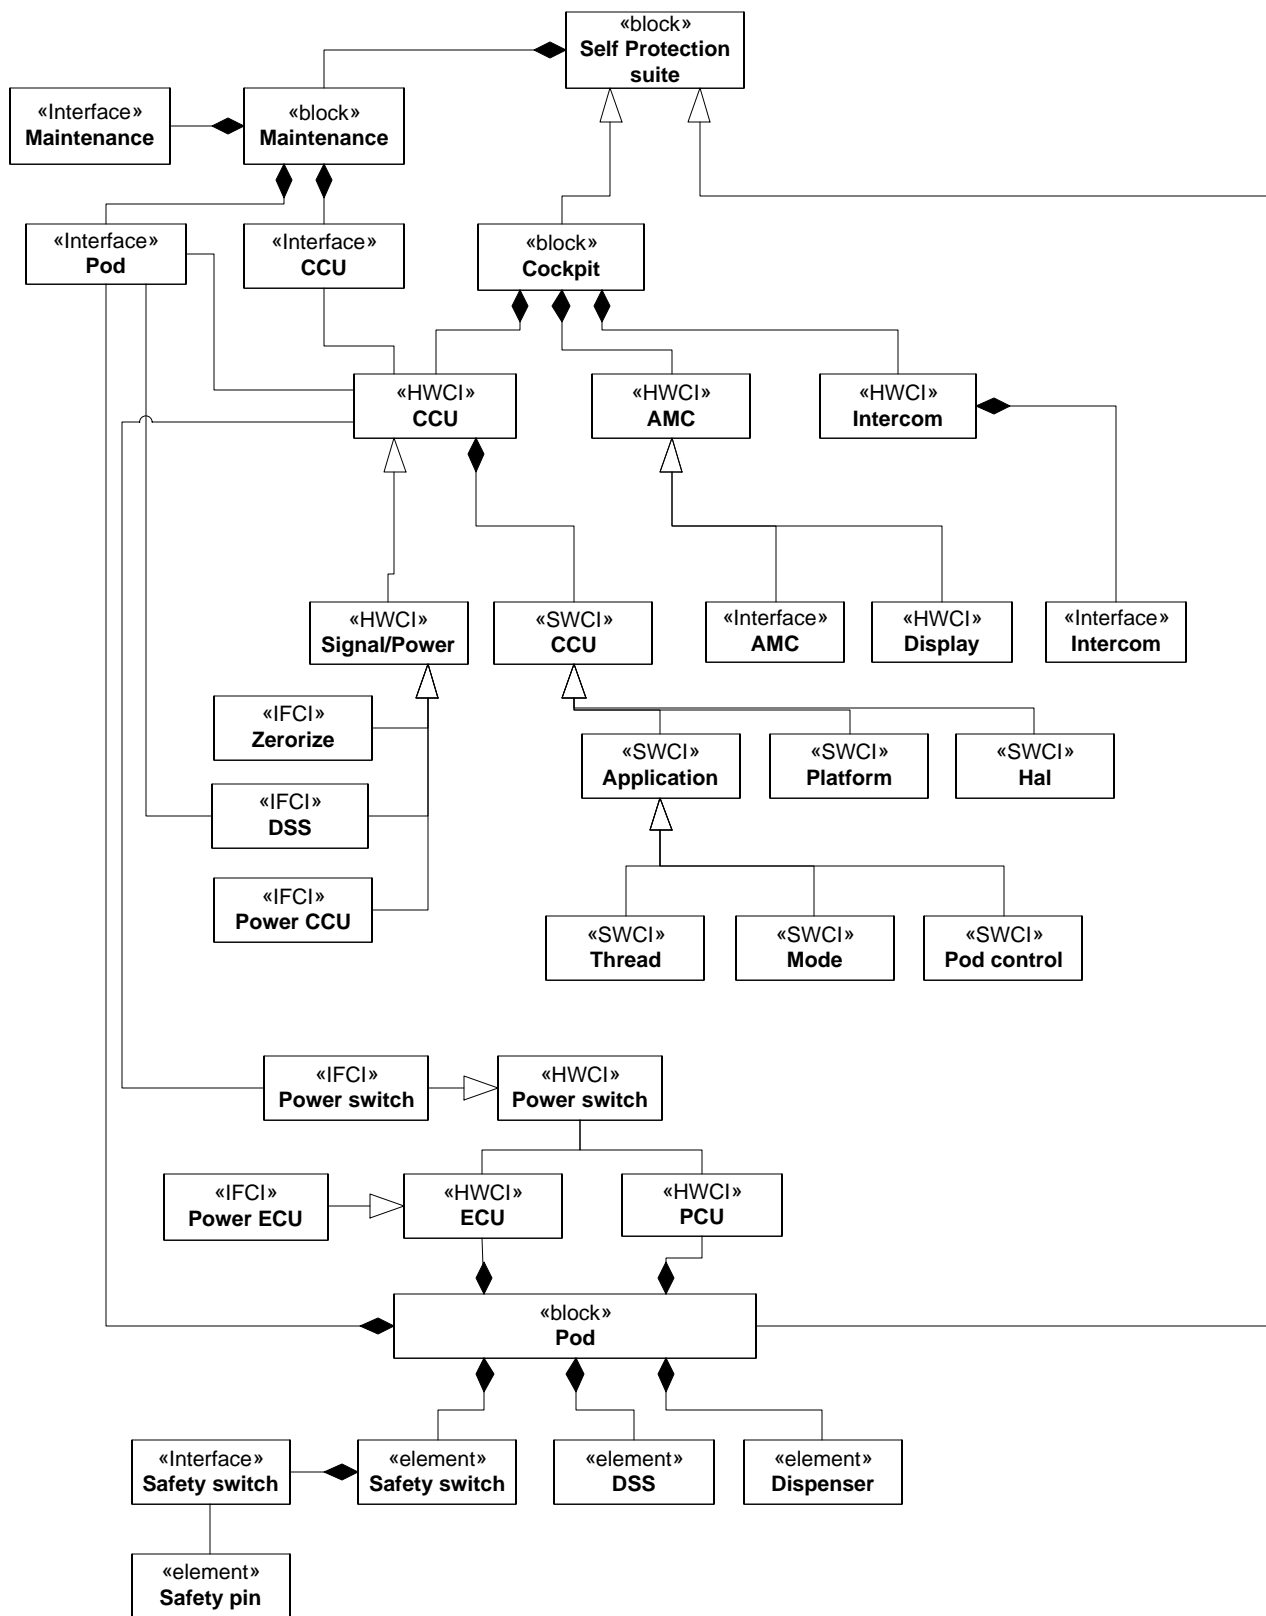 «block»
Self Protection
suite
«Interface»
Maintenance
«block»
Maintenance
«Interface»
Pod
«Interface»
CCU
«block»
Cockpit
«HWCI»
CCU
«HWCI»
AMC
«HWCI»
Intercom
«HWCI»
Signal/Power
«SWCI»
CCU
«Interface»
AMC
«HWCI»
Display
«Interface»
Intercom
«IFCI»
Zerorize
«SWCI»
Application
«SWCI»
Platform
«SWCI»
Hal
«IFCI»
DSS
«IFCI»
Power CCU
«SWCI»
Thread
«SWCI»
Mode
«SWCI»
Pod control
«IFCI»
Power switch
«HWCI»
Power switch
«IFCI»
Power ECU
«HWCI»
ECU
«HWCI»
PCU
«block»
Pod
«Interface»
Safety switch
«element»
Safety switch
«element»
DSS
«element»
Dispenser
«element»
Safety pin